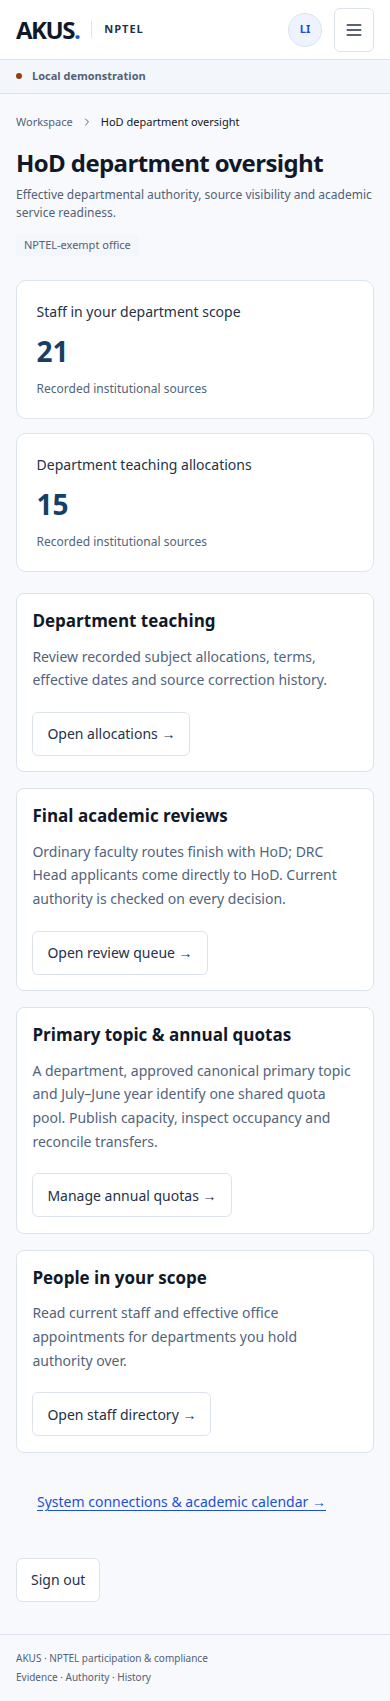 AKUS. NPTEL LI
Local demonstration
Workspace > HoD department oversight
HoD department oversight
Effective departmental authority, source visibility and academic
service readiness.
NPTEL-exempt office
Staff in your department scope
21
Recorded institutional sources
Department teaching allocations
15
Recorded institutional sources
Department teaching
Review recorded subject allocations, terms,
effective dates and source correction history.
Open allocations →
Final academic reviews
Ordinary faculty routes finish with HoD; DRC
Head applicants come directly to HoD. Current
authority is checked on every decision.
Open review queue →
Primary topic & annual quotas
A department, approved canonical primary topic
and July–June year identify one shared quota
pool. Publish capacity, inspect occupancy and
reconcile transfers.
Manage annual quotas →
People in your scope
Read current staff and effective office
appointments for departments you hold
authority over.
Open staff directory →
System connections & academic calendar →
Sign out
AKUS · NPTEL participation & compliance
Evidence · Authority · History